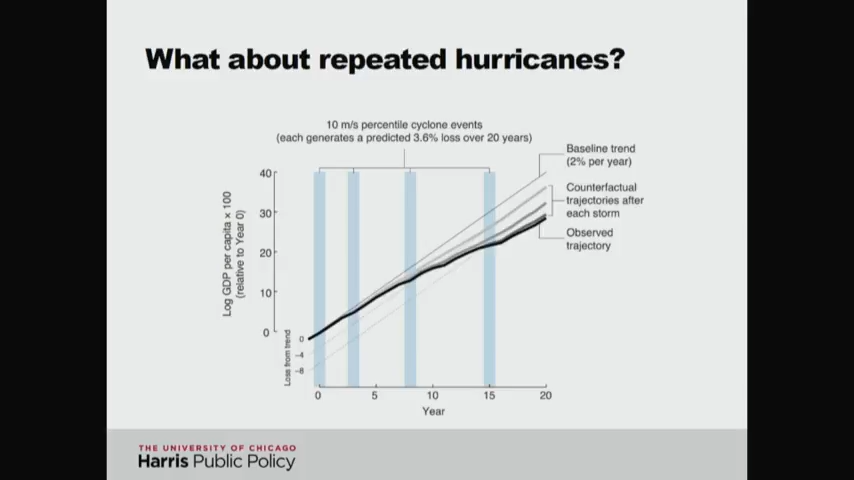 What about repeated hurricanes?
10 m/s percentile cyclone events
(each generates a predicted 3.6% loss over 20 years)
Baseline trend
(2% per year)
Counterfactual
trajectories after
each storm
Observed
trajectory
Log GDP per capita × 100
(relative to Year 0)
40
30
20
10
0
Loss from trend
0
−4
−8
0
5
10
15
20
Year
THE UNIVERSITY OF CHICAGO
Harris Public Policy